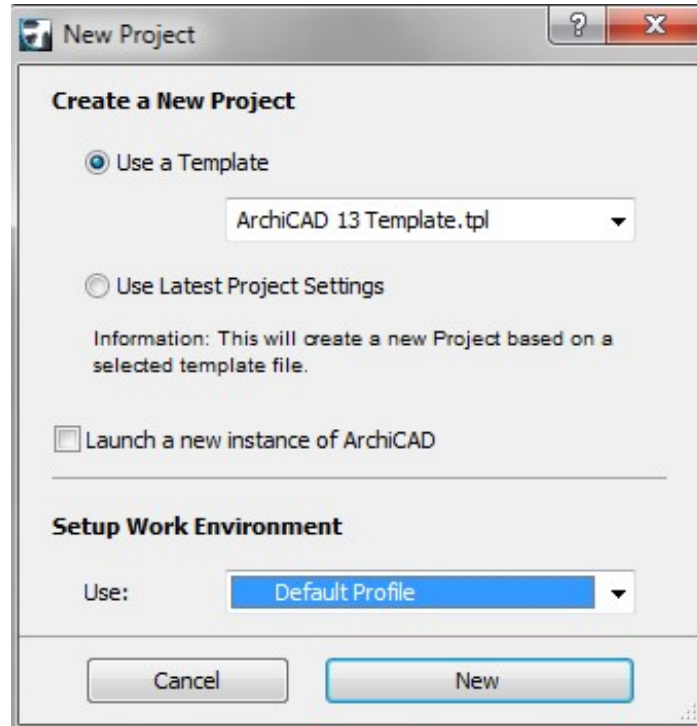 New Project
Create a New Project
Use a Template
ArchiCAD 13 Template.tpl
Use Latest Project Settings
Information: This will create a new Project based on a
selected template file.
Launch a new instance of ArchiCAD
Setup Work Environment
Use: Default Profile
Cancel New